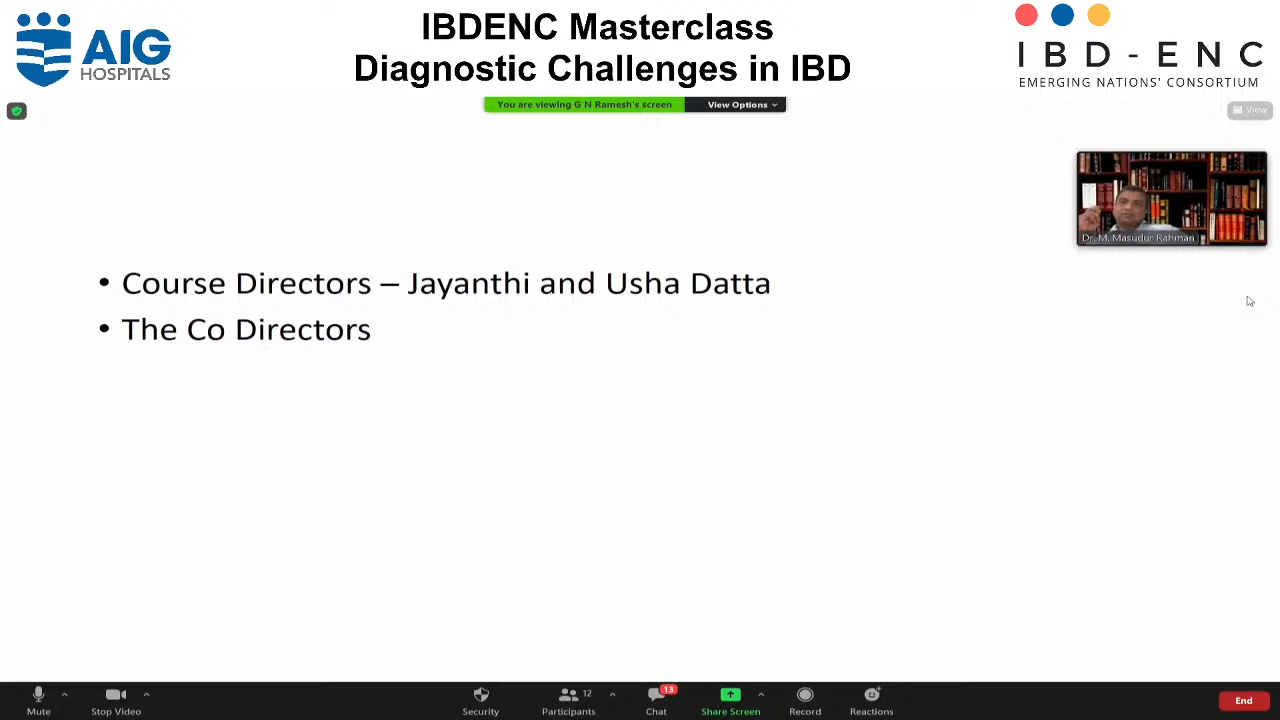 AIG
HOSPITALS
IBDENC Masterclass
Diagnostic Challenges in IBD
IBD-ENC
EMERGING NATIONS' CONSORTIUM
You are viewing G N Ramesh's screen
View Options
View
Dr. M. Masudur Rahman
• Course Directors – Jayanthi and Usha Datta
• The Co Directors
Mute
Stop Video
Security
12
Participants
13
Chat
Share Screen
Record
Reactions
End